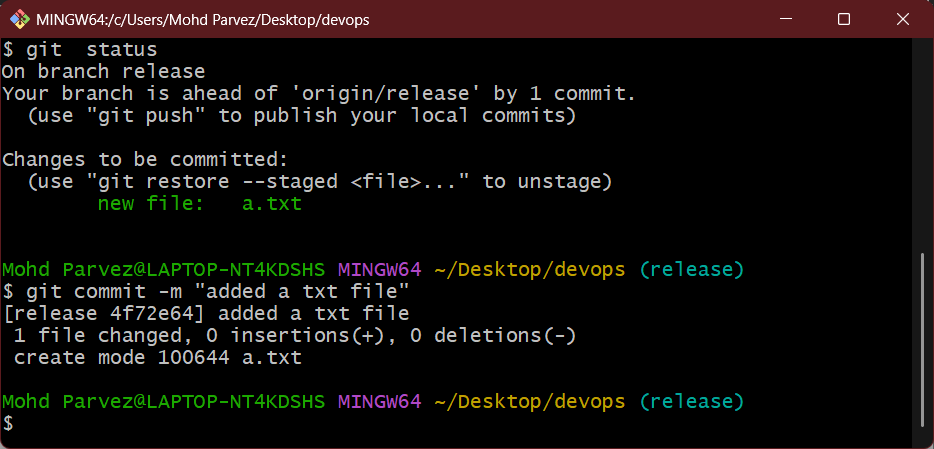 MINGW64:/c/Users/Mohd Parvez/Desktop/devops
$ git  status
On branch release
Your branch is ahead of 'origin/release' by 1 commit.
  (use "git push" to publish your local commits)

Changes to be committed:
  (use "git restore --staged <file>..." to unstage)
        new file:   a.txt

Mohd Parvez@LAPTOP-NT4KDSHS MINGW64 ~/Desktop/devops (release)
$ git commit -m "added a txt file"
[release 4f72e64] added a txt file
 1 file changed, 0 insertions(+), 0 deletions(-)
 create mode 100644 a.txt

Mohd Parvez@LAPTOP-NT4KDSHS MINGW64 ~/Desktop/devops (release)
$